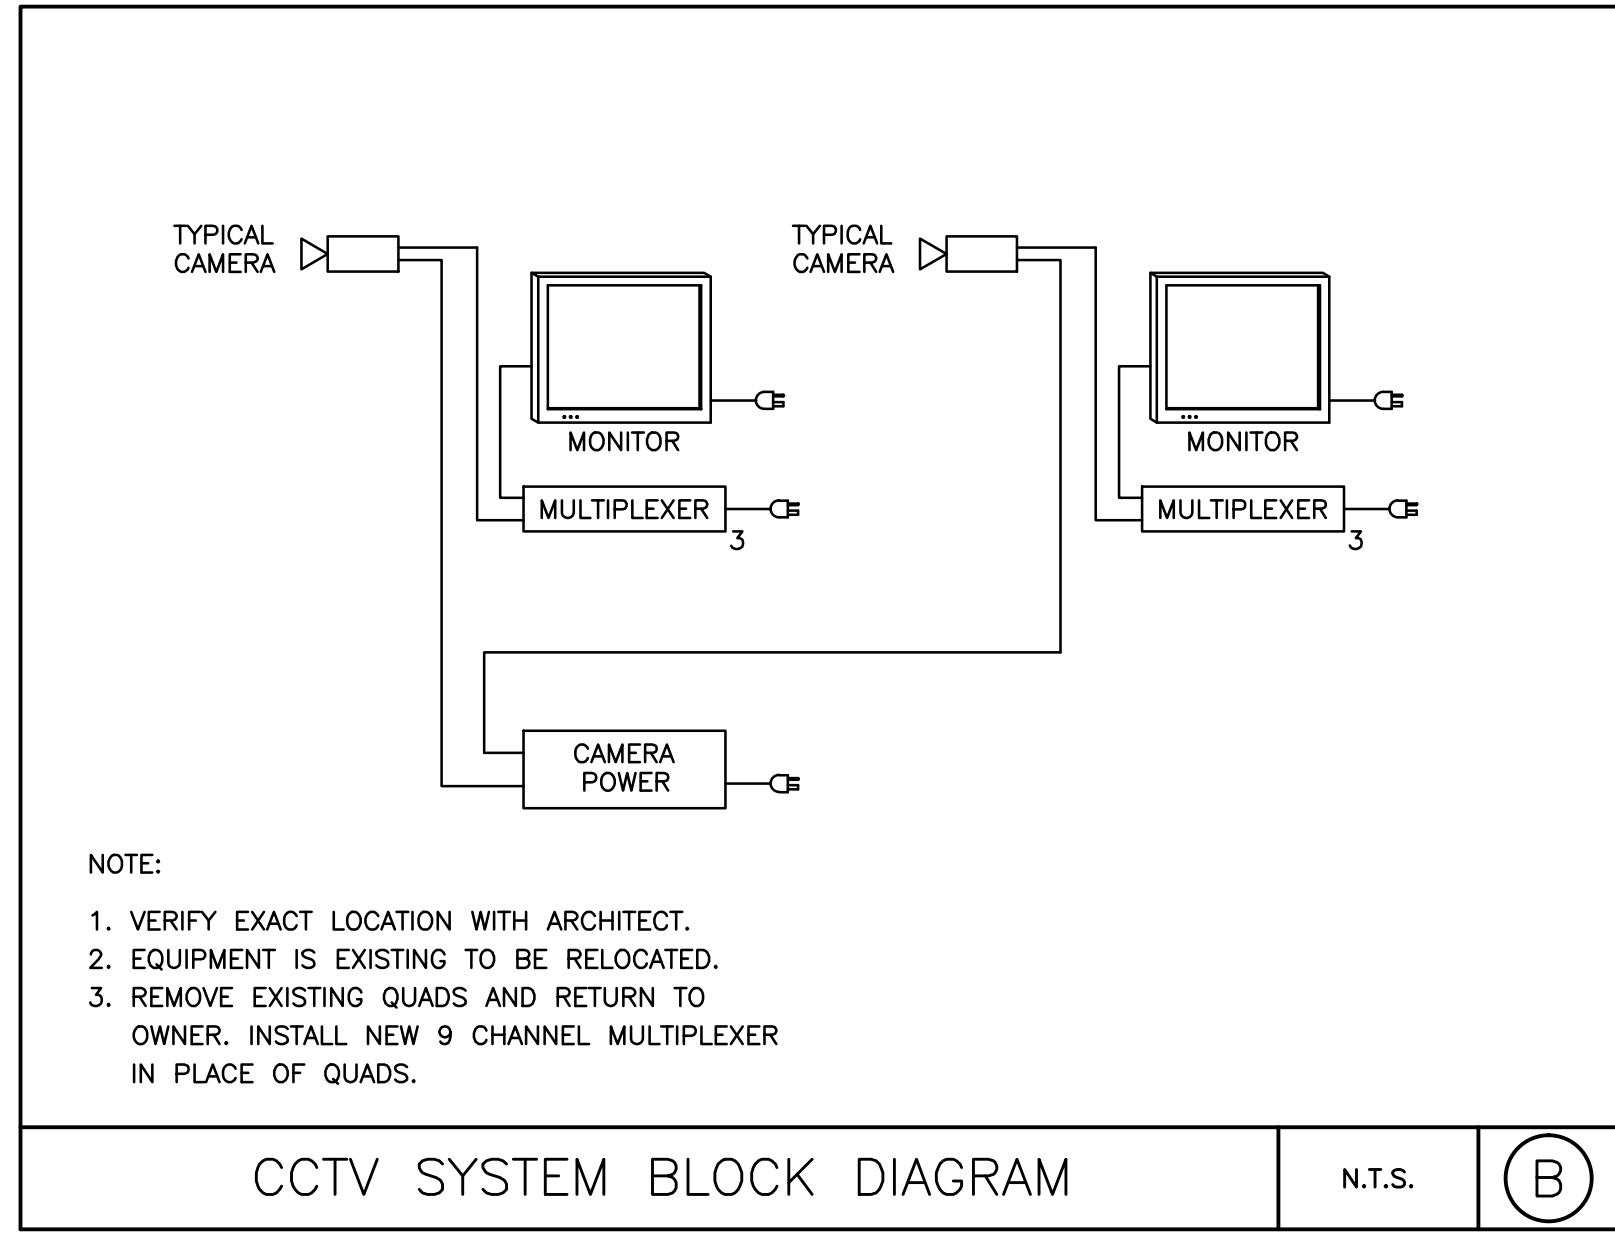 TYPICAL
CAMERA
TYPICAL
CAMERA
MONITOR
MONITOR
MULTIPLEXER
3
MULTIPLEXER
3
CAMERA
POWER
NOTE:
1. VERIFY EXACT LOCATION WITH ARCHITECT.
2. EQUIPMENT IS EXISTING TO BE RELOCATED.
3. REMOVE EXISTING QUADS AND RETURN TO
OWNER. INSTALL NEW 9 CHANNEL MULTIPLEXER
IN PLACE OF QUADS.
CCTV SYSTEM BLOCK DIAGRAM
N.T.S.
B